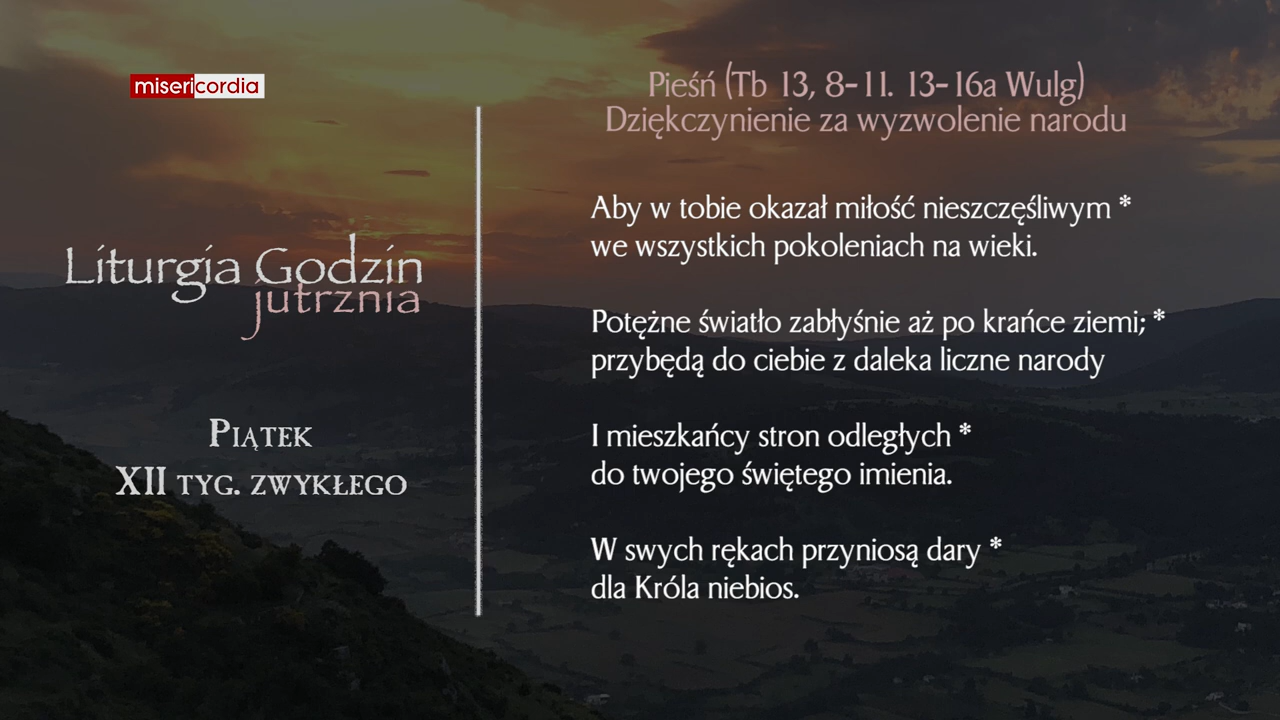 misericordia
Liturgia Godzin
jutrznia
Piątek
XII tyg. zwykłego
Pieśń (Tb 13, 8-11. 13-16a Wulg)
Dziękczynienie za wyzwolenie narodu
Aby w tobie okazał miłość nieszczęśliwym *
we wszystkich pokoleniach na wieki.
Potężne światło zabłyśnie aż po krańce ziemi; *
przybędą do ciebie z daleka liczne narody
I mieszkańcy stron odległych *
do twojego świętego imienia.
W swych rękach przyniosą dary *
dla Króla niebios.